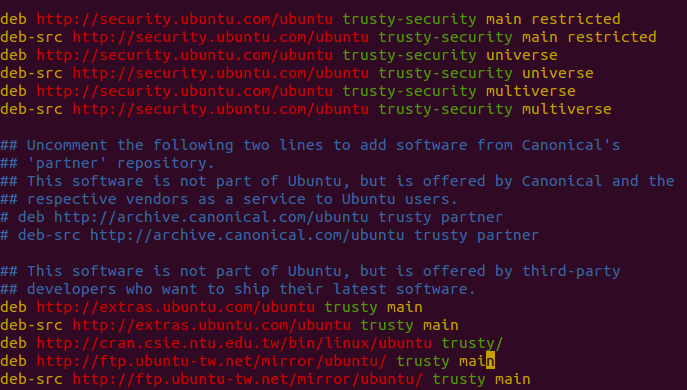 deb http://security.ubuntu.com/ubuntu trusty-security main restricted
deb-src http://security.ubuntu.com/ubuntu trusty-security main restricted
deb http://security.ubuntu.com/ubuntu trusty-security universe
deb-src http://security.ubuntu.com/ubuntu trusty-security universe
deb http://security.ubuntu.com/ubuntu trusty-security multiverse
deb-src http://security.ubuntu.com/ubuntu trusty-security multiverse
## Uncomment the following two lines to add software from Canonical's
## 'partner' repository.
## This software is not part of Ubuntu, but is offered by Canonical and the
## respective vendors as a service to Ubuntu users.
# deb http://archive.canonical.com/ubuntu trusty partner
# deb-src http://archive.canonical.com/ubuntu trusty partner
## This software is not part of Ubuntu, but is offered by third-party
## developers who want to ship their latest software.
deb http://extras.ubuntu.com/ubuntu trusty main
deb-src http://extras.ubuntu.com/ubuntu trusty main
deb http://cran.csie.ntu.edu.tw/bin/linux/ubuntu trusty/
deb http://ftp.ubuntu-tw.net/mirror/ubuntu/ trusty main
deb-src http://ftp.ubuntu-tw.net/mirror/ubuntu/ trusty main